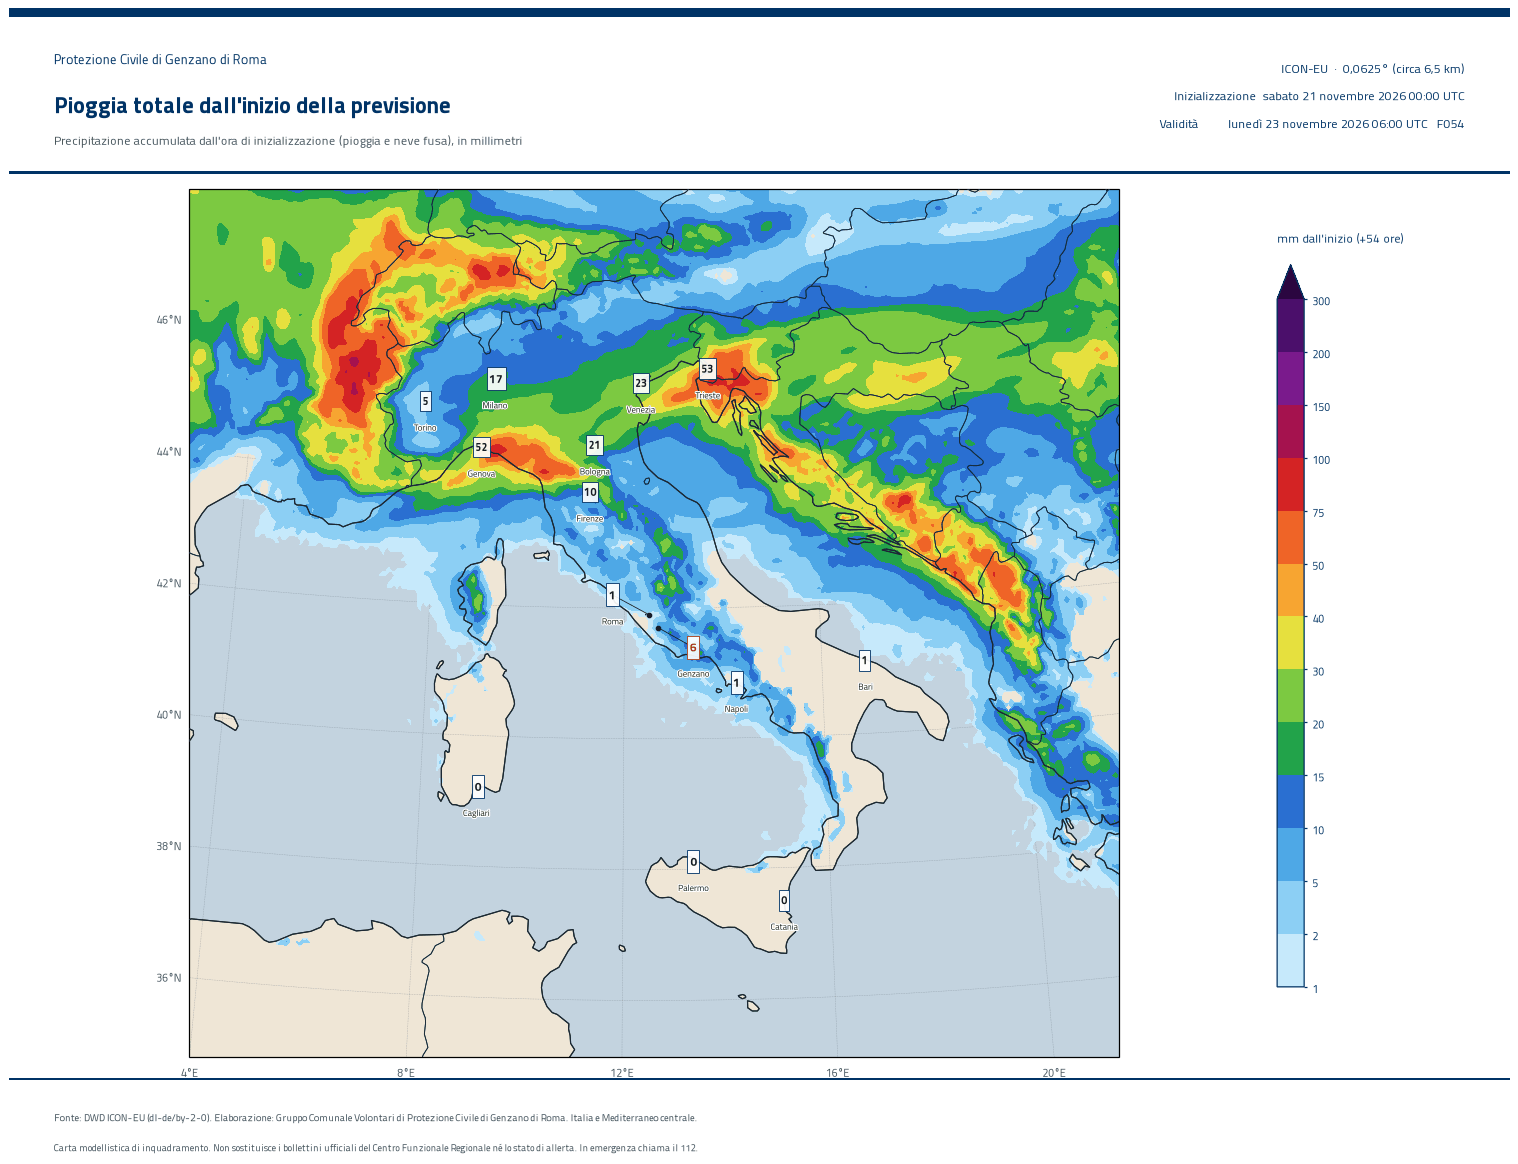 Protezione Civile di Genzano di Roma
Pioggia totale dall'inizio della previsione
Precipitazione accumulata dall'ora di inizializzazione (pioggia e neve fusa), in millimetri
ICON-EU · 0,0625° (circa 6,5 km)
Inizializzazione sabato 21 novembre 2026 00:00 UTC
Validità lunedì 23 novembre 2026 06:00 UTC F054
mm dall'inizio (+54 ore)
300
200
150
100
75
50
40
30
20
15
10
5
2
1
46°N
44°N
42°N
40°N
38°N
36°N
4°E
8°E
12°E
16°E
20°E
53
Trieste
17
Milano
23
Venezia
5
Torino
52
Genova
21
Bologna
10
Firenze
1
Roma
6
Genzano
1
Napoli
1
Bari
0
Cagliari
0
Palermo
0
Catania
Fonte: DWD ICON-EU (dl-de/by-2-0). Elaborazione: Gruppo Comunale Volontari di Protezione Civile di Genzano di Roma. Italia e Mediterraneo centrale.
Carta modellistica di inquadramento. Non sostituisce i bollettini ufficiali del Centro Funzionale Regionale né lo stato di allerta. In emergenza chiama il 112.